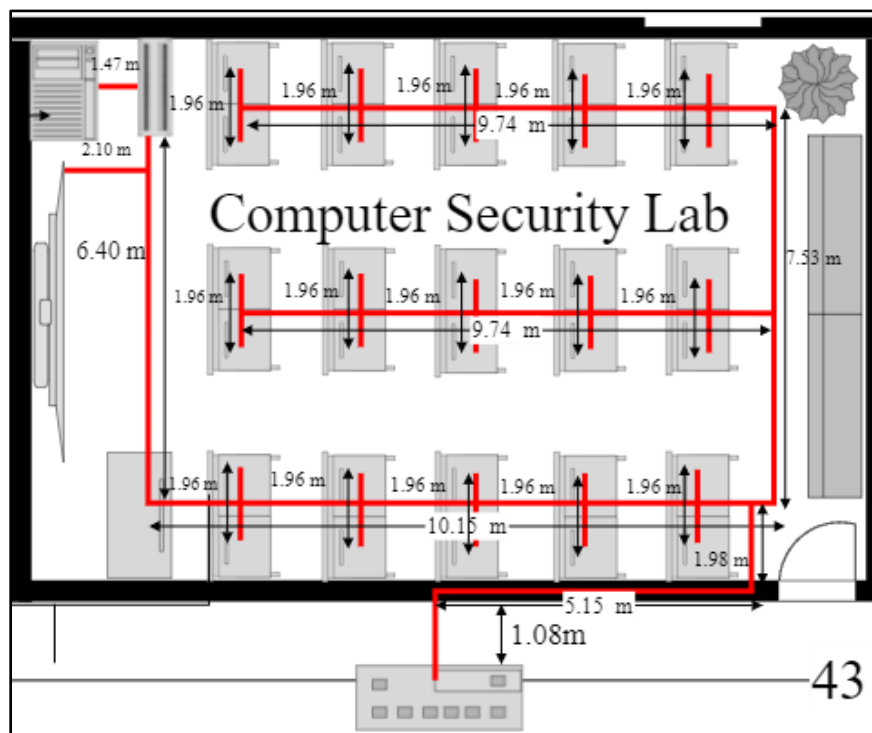 1.47 m
1.96 m
1.96 m
1.96 m
1.96 m
1.96 m
9.74 m
2.10 m
Computer Security Lab
6.40 m
7.53 m
1.96 m
1.96 m
1.96 m
1.96 m
1.96 m
9.74 m
1.96 m
1.96 m
1.96 m
1.96 m
1.96 m
10.15 m
1.98 m
5.15 m
1.08m
43